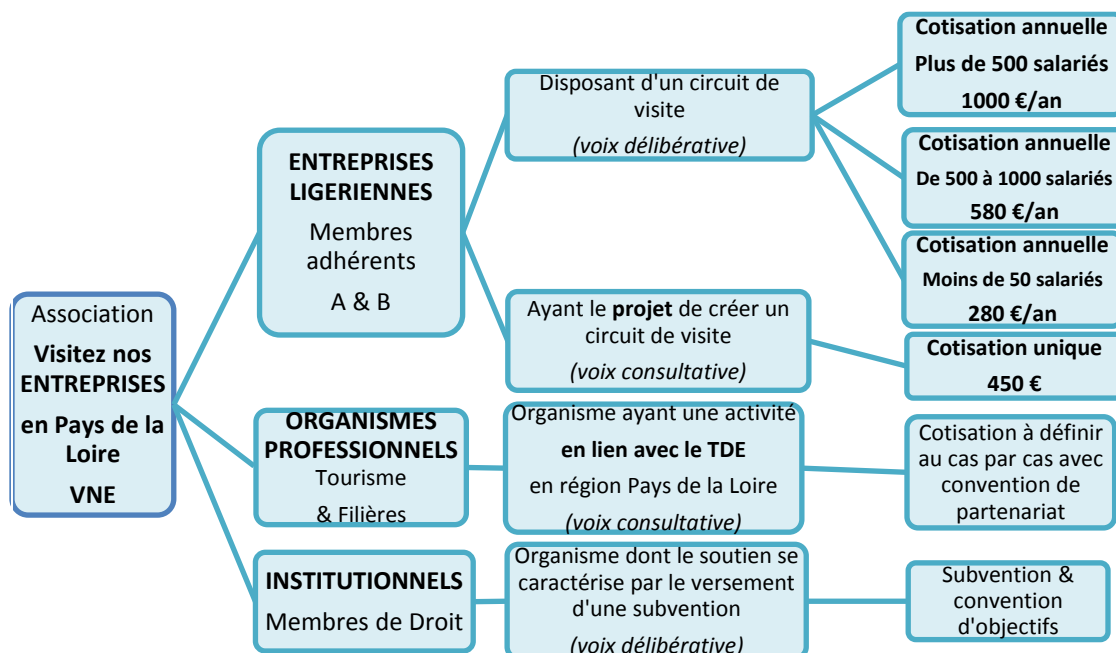 Association
Visitez nos
ENTREPRISES
en Pays de la
Loire
VNE
ENTREPRISES
LIGERIENNES
Membres
adhérents
A & B
Disposant d'un circuit de
visite
(voix délibérative)
Cotisation annuelle
Plus de 500 salariés
1000 €/an
Cotisation annuelle
De 500 à 1000 salariés
580 €/an
Cotisation annuelle
Moins de 50 salariés
280 €/an
Ayant le projet de créer un
circuit de visite
(voix consultative)
Cotisation unique
450 €
ORGANISMES
PROFESSIONNELS
Tourisme
& Filières
Organisme ayant une activité
en lien avec le TDE
en région Pays de la Loire
(voix consultative)
Cotisation à définir
au cas par cas avec
convention de
partenariat
INSTITUTIONNELS
Membres de Droit
Organisme dont le soutien se
caractérise par le versement
d'une subvention
(voix délibérative)
Subvention &
convention
d'objectifs